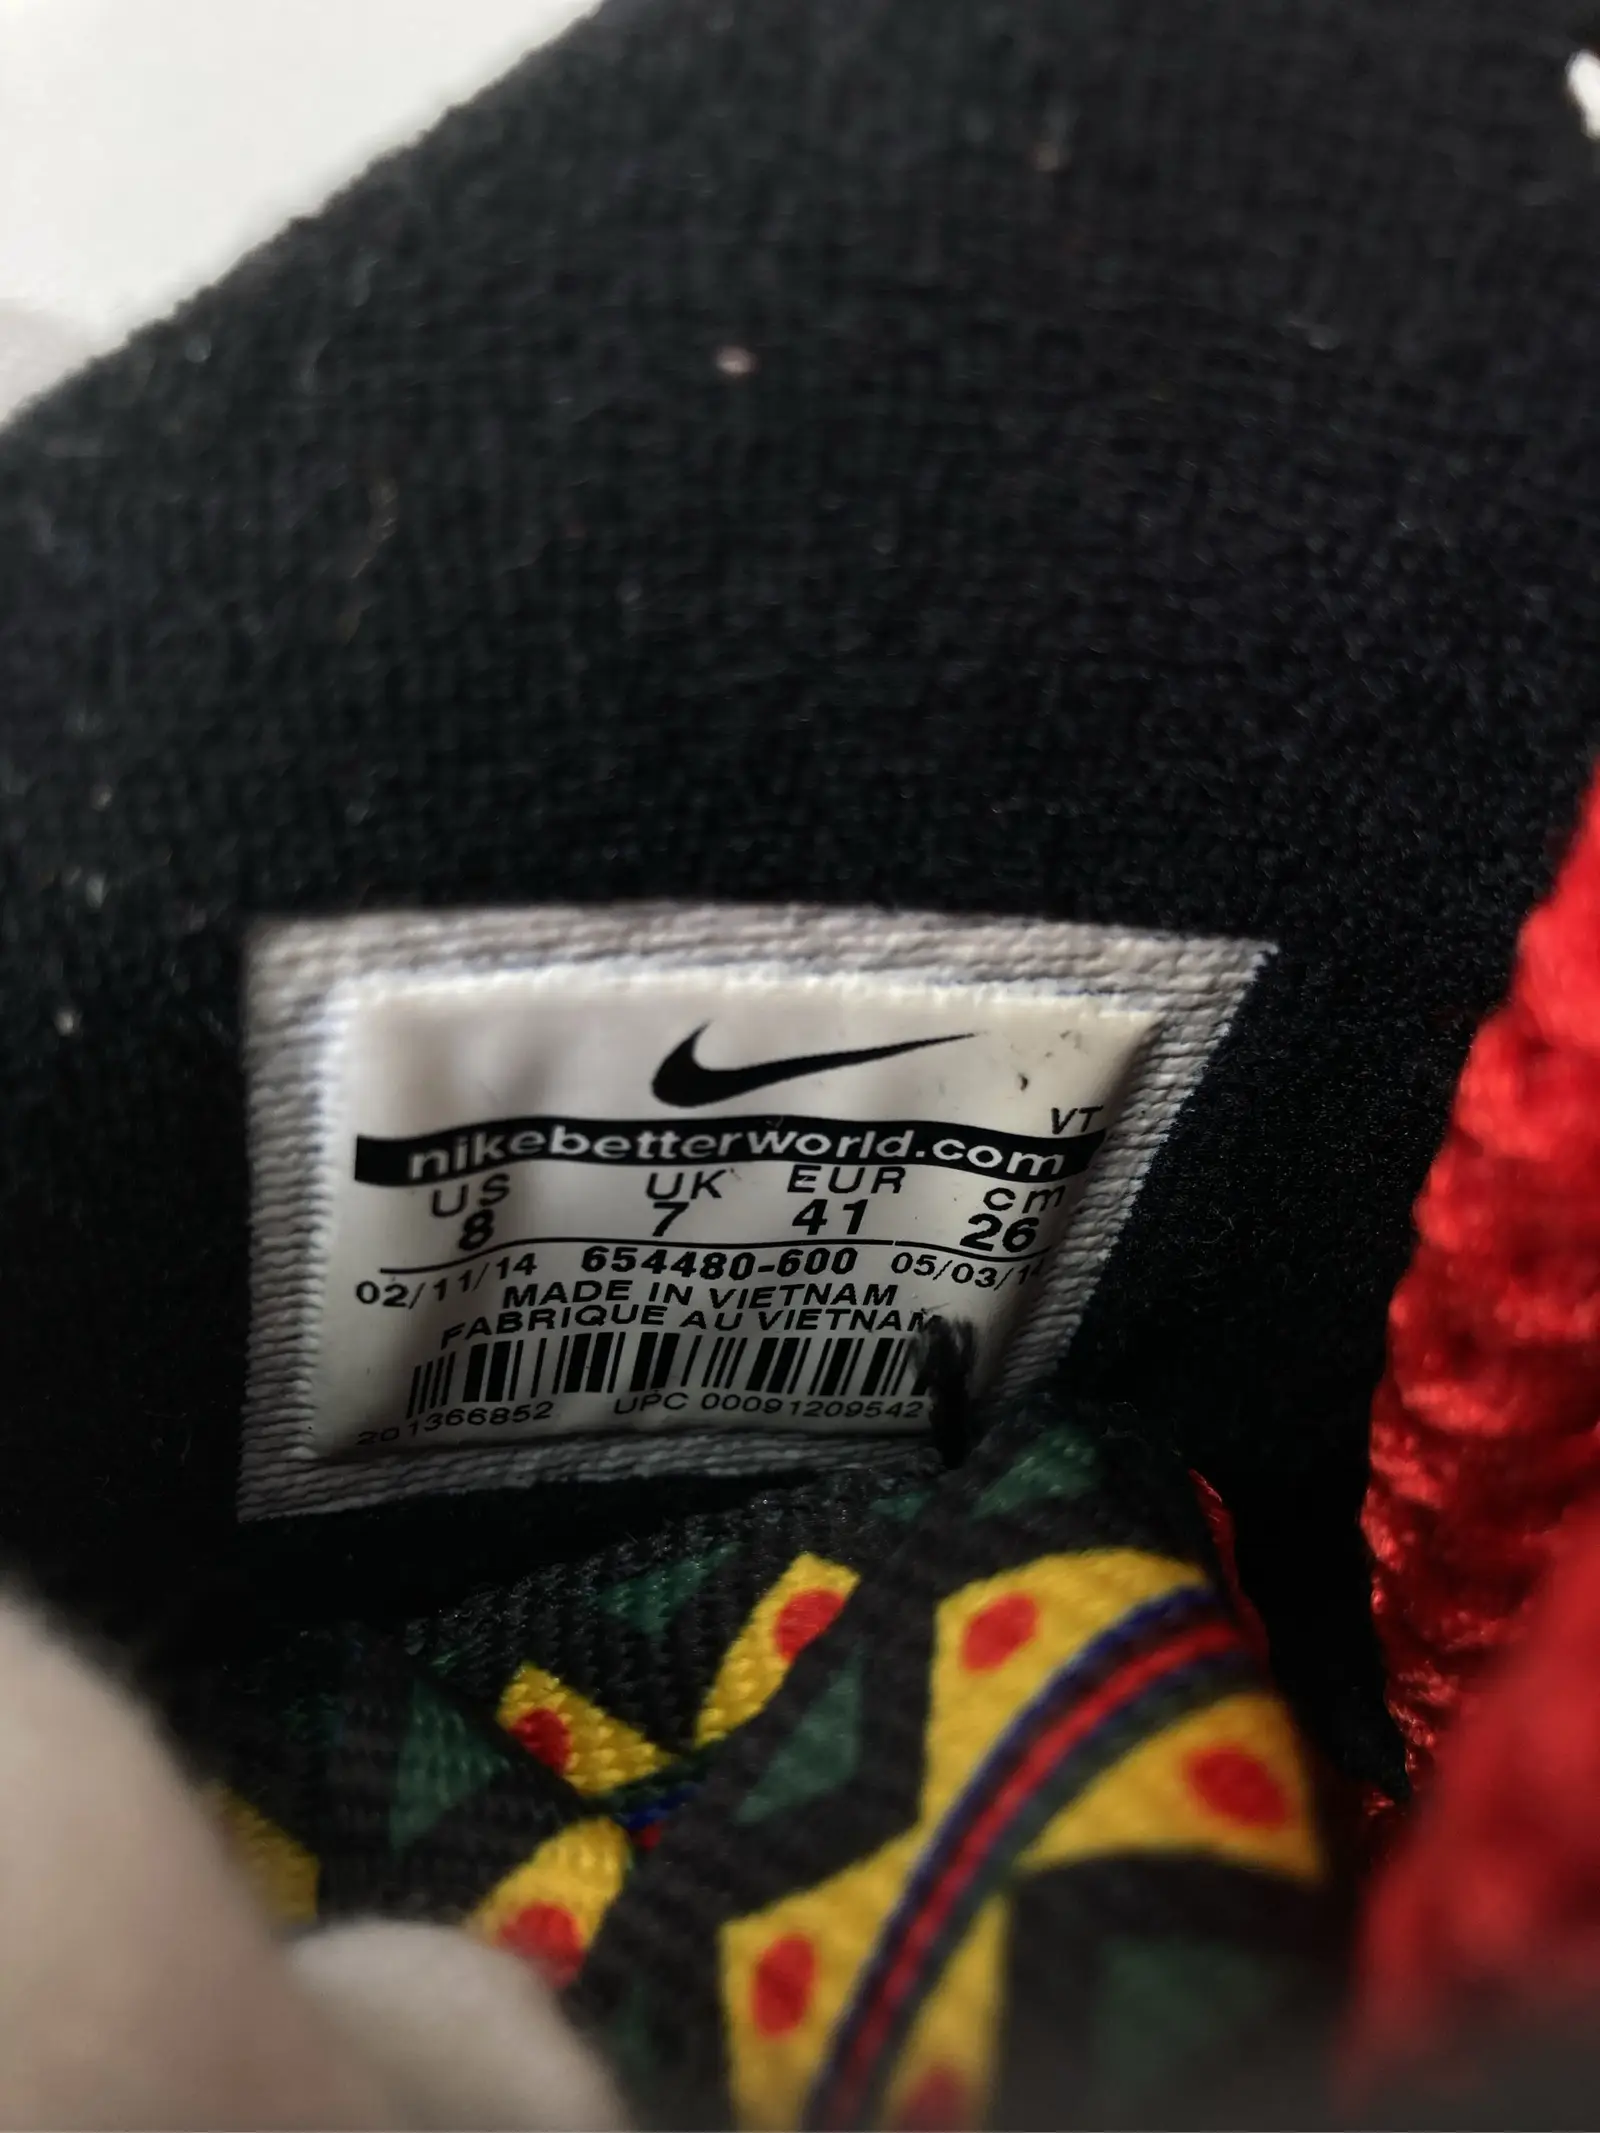 VT
nikebetterworld.com
US UK EUR cm
8 7 41 26
02/11/14 654480-600 05/03/14
MADE IN VIETNAM
FABRIQUE AU VIETNAM
201366852 UPC 00091209542